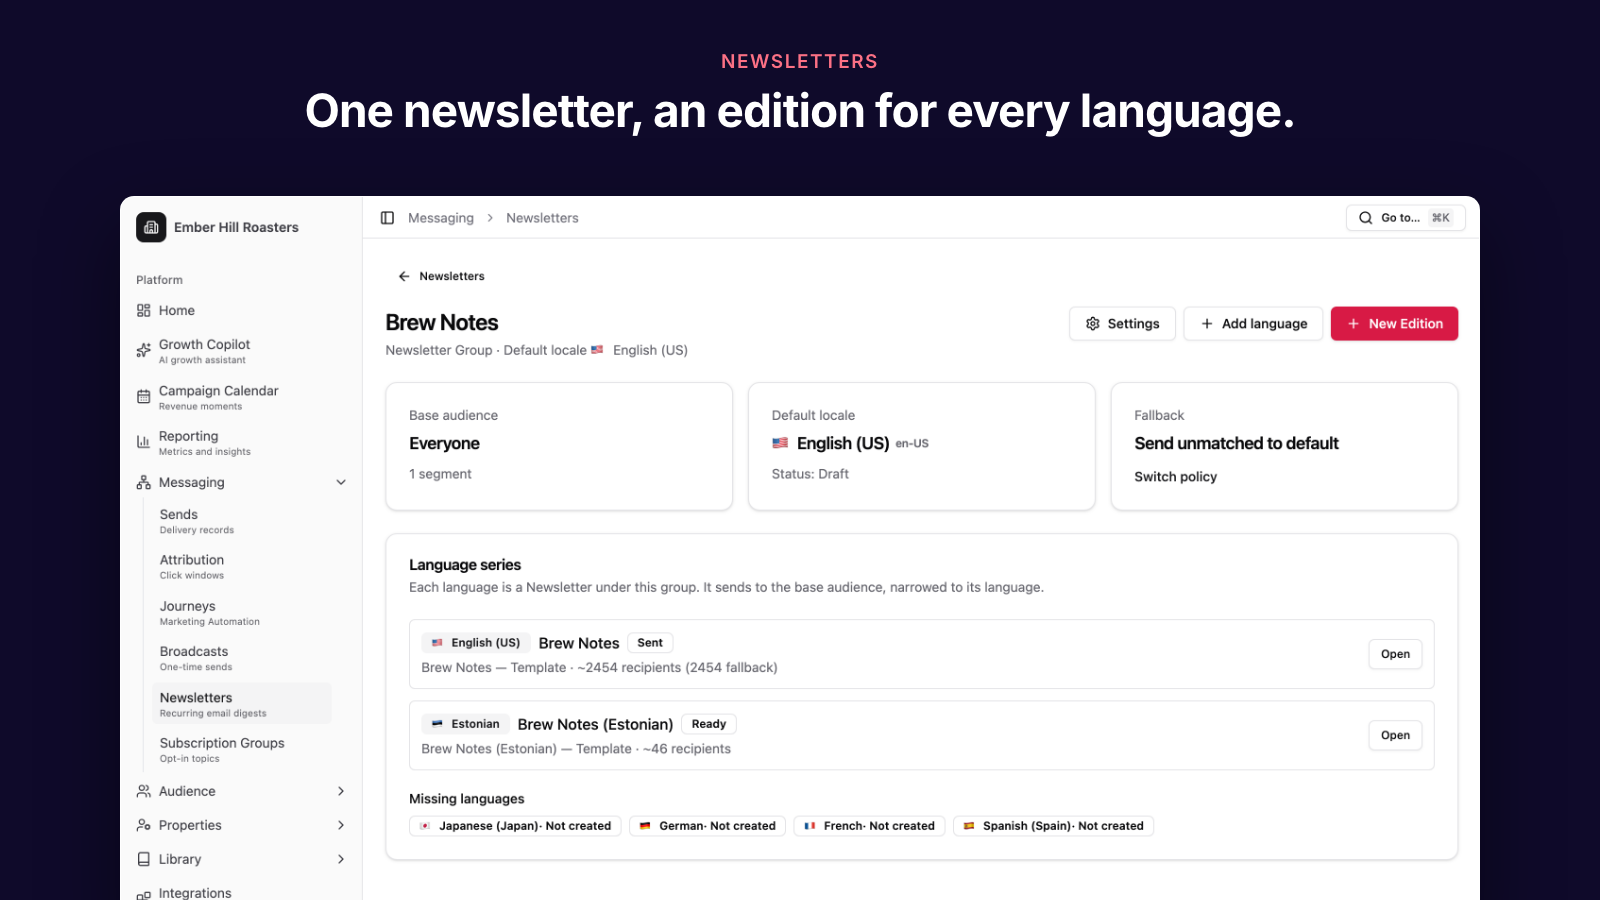 NEWSLETTERS
One newsletter, an edition for every language.
Ember Hill Roasters
Messaging > Newsletters
Go to... ⌘K
Platform
Home
Growth Copilot
AI growth assistant
Campaign Calendar
Revenue moments
Reporting
Metrics and insights
Messaging
Sends
Delivery records
Attribution
Click windows
Journeys
Marketing Automation
Broadcasts
One-time sends
Newsletters
Recurring email digests
Subscription Groups
Opt-in topics
Audience
Properties
Library
Integrations
Newsletters
Brew Notes
Newsletter Group · Default locale English (US)
Settings
Add language
New Edition
Base audience
Everyone
1 segment
Default locale
English (US) en-US
Status: Draft
Fallback
Send unmatched to default
Switch policy
Language series
Each language is a Newsletter under this group. It sends to the base audience, narrowed to its language.
English (US) Brew Notes Sent
Brew Notes — Template · ~2454 recipients (2454 fallback)
Open
Estonian Brew Notes (Estonian) Ready
Brew Notes (Estonian) — Template · ~46 recipients
Open
Missing languages
Japanese (Japan)· Not created German· Not created French· Not created Spanish (Spain)· Not created